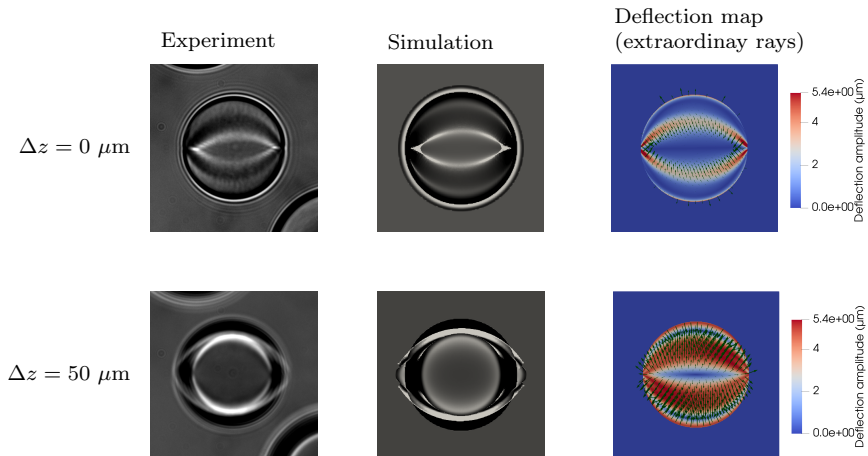 Experiment
Simulation
Deflection map
(extraordinay rays)
Δz = 0 μm
5.4e+00
4
2
0.0e+00
Deflection amplitude (μm)
Δz = 50 μm
5.4e+00
4
2
0.0e+00
Deflection amplitude (μm)